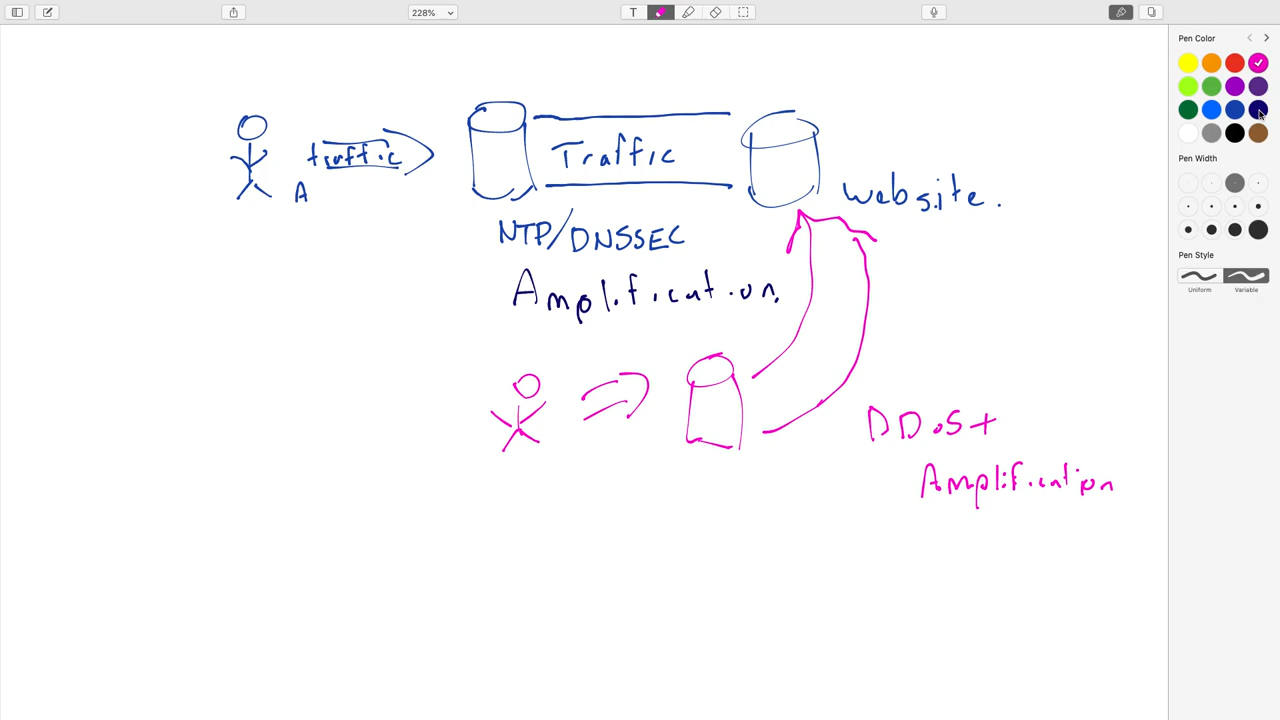 228%
T
Pen Color
traffic
A
Traffic
website.
NTP/DNSSEC
Amplification
DDoS+
Amplification
Pen Width
Pen Style
Uniform
Variable